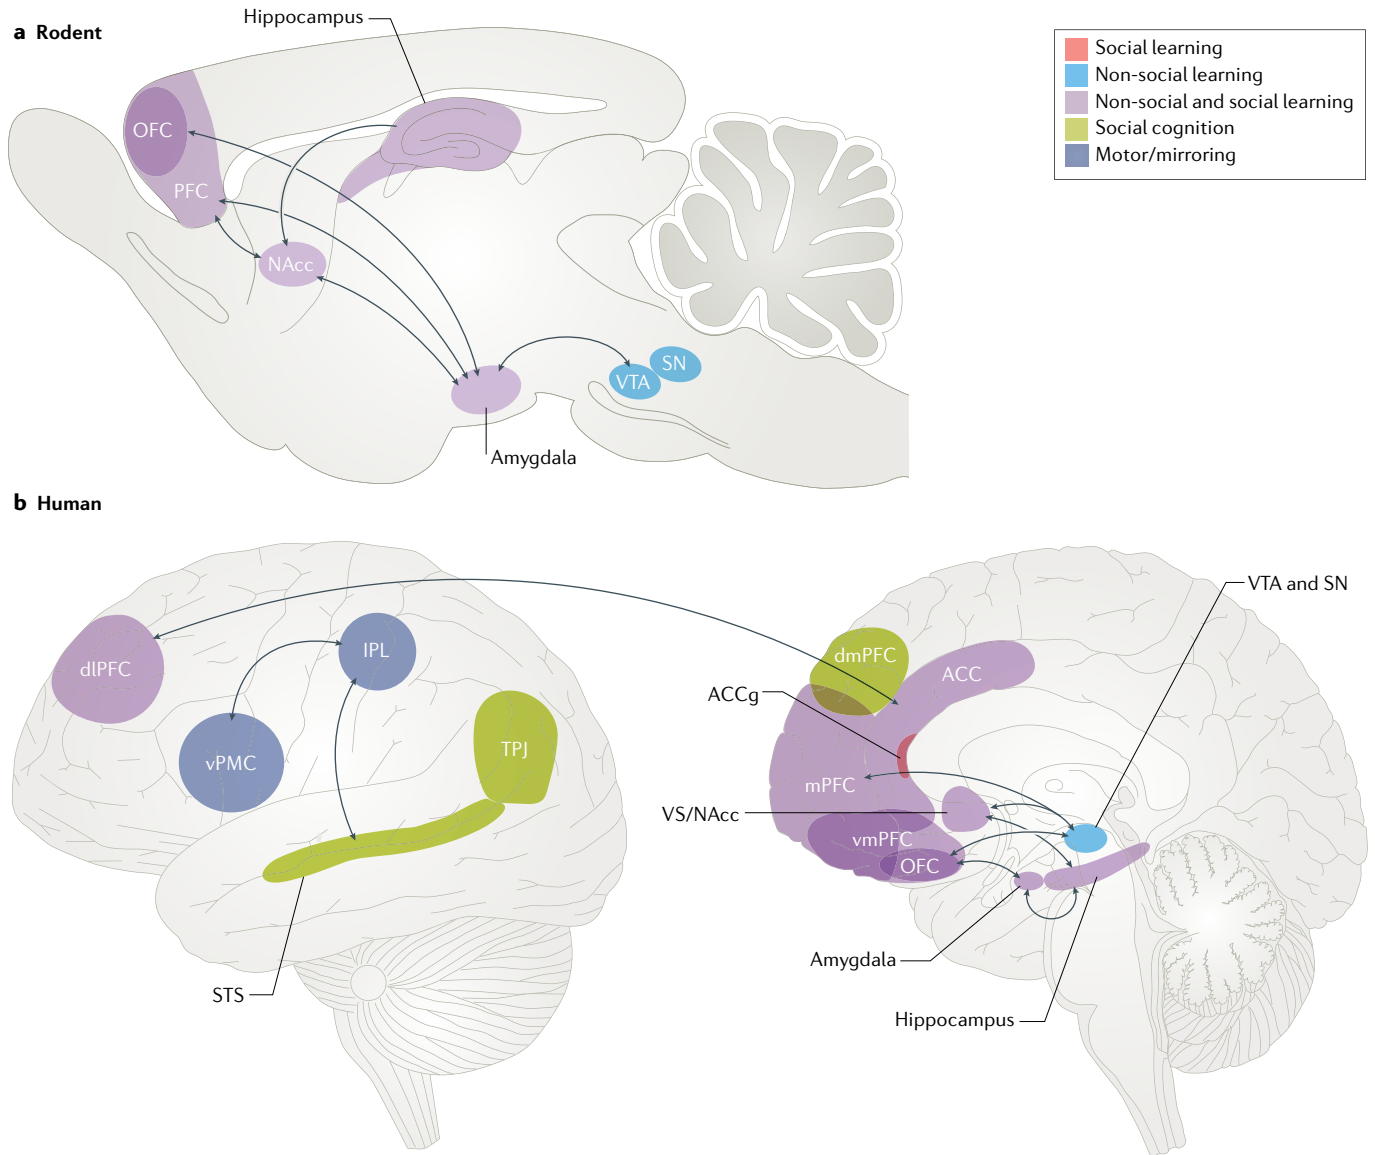 a Rodent
Hippocampus
Social learning
Non-social learning
Non-social and social learning
Social cognition
Motor/mirroring
OFC
PFC
NAcc
SN
VTA
Amygdala
b Human
VTA and SN
dlPFC
IPL
dmPFC
ACC
ACCg
vPMC
TPJ
mPFC
VS/NAcc
vmPFC
OFC
Amygdala
STS
Hippocampus